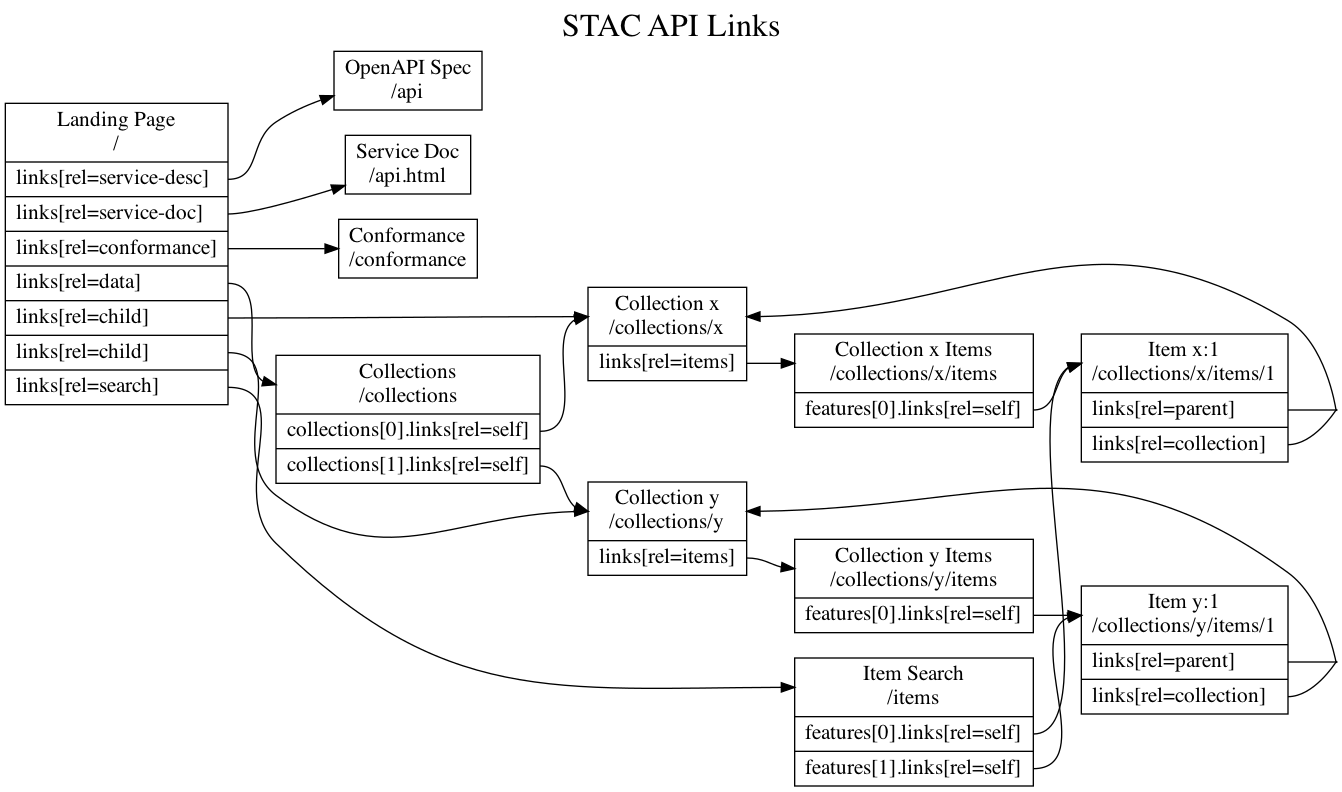 STAC API Links
Landing Page
/
links[rel=service-desc]
links[rel=service-doc]
links[rel=conformance]
links[rel=data]
links[rel=child]
links[rel=child]
links[rel=search]
OpenAPI Spec
/api
Service Doc
/api.html
Conformance
/conformance
Collections
/collections
collections[0].links[rel=self]
collections[1].links[rel=self]
Collection x
/collections/x
links[rel=items]
Collection y
/collections/y
links[rel=items]
Collection x Items
/collections/x/items
features[0].links[rel=self]
Collection y Items
/collections/y/items
features[0].links[rel=self]
Item Search
/items
features[0].links[rel=self]
features[1].links[rel=self]
Item x:1
/collections/x/items/1
links[rel=parent]
links[rel=collection]
Item y:1
/collections/y/items/1
links[rel=parent]
links[rel=collection]